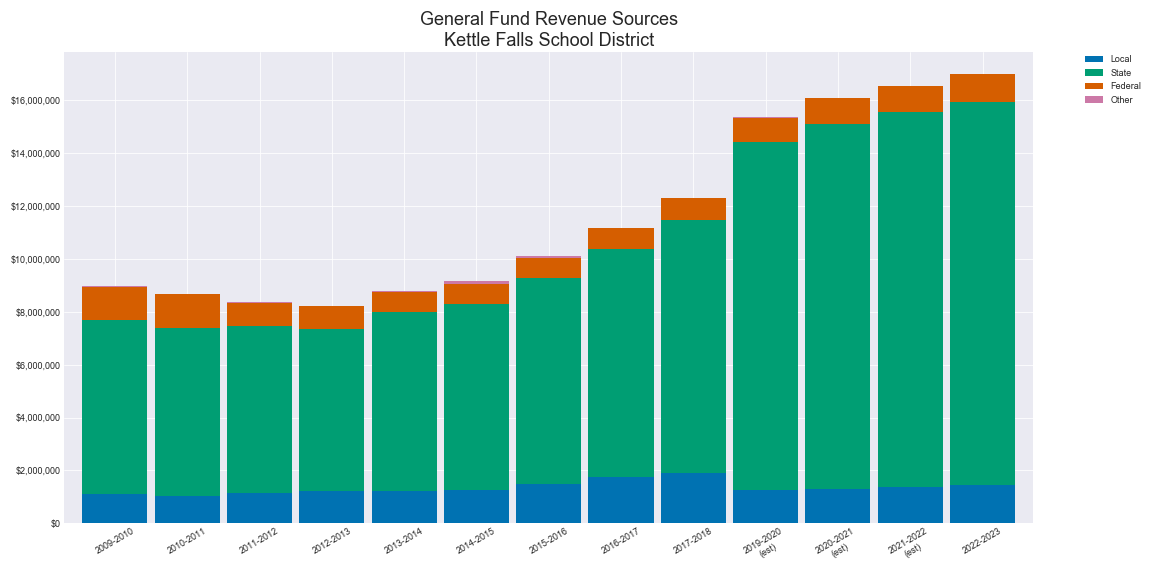 General Fund Revenue Sources
Kettle Falls School District
Local
State
Federal
Other
$16,000,000
$14,000,000
$12,000,000
$10,000,000
$8,000,000
$6,000,000
$4,000,000
$2,000,000
$0
2009-2010
2010-2011
2011-2012
2012-2013
2013-2014
2014-2015
2015-2016
2016-2017
2017-2018
2019-2020
(est)
2020-2021
(est)
2021-2022
(est)
2022-2023